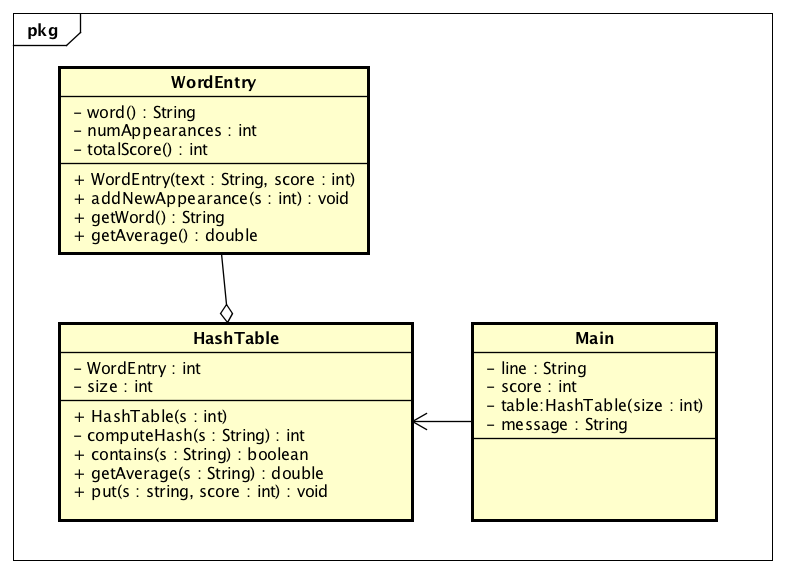 pkg
WordEntry
– word() : String
– numAppearances : int
– totalScore() : int
+ WordEntry(text : String, score : int)
+ addNewAppearance(s : int) : void
+ getWord() : String
+ getAverage() : double
HashTable
– WordEntry : int
– size : int
+ HashTable(s : int)
– computeHash(s : String) : int
+ contains(s : String) : boolean
+ getAverage(s : String) : double
+ put(s : string, score : int) : void
Main
– line : String
– score : int
– table:HashTable(size : int)
– message : String